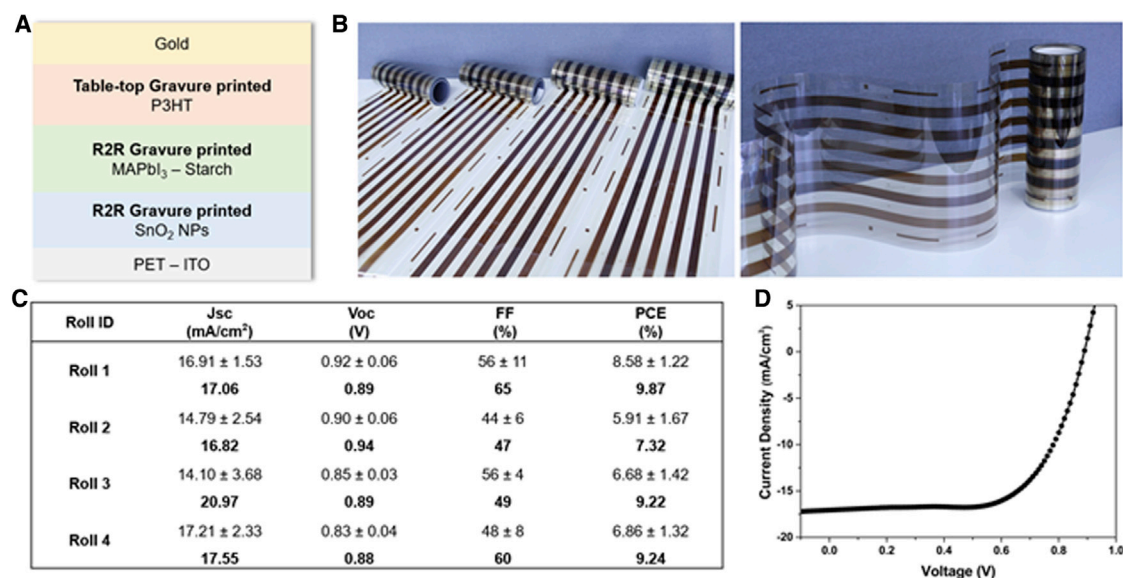 A
Gold
Table-top Gravure printed
P3HT
R2R Gravure printed
MAPbI₃ – Starch
R2R Gravure printed
SnO₂ NPs
PET – ITO
B
C
Roll ID Jsc (mA/cm²) Voc (V) FF (%) PCE (%)
Roll 1 16.91 ± 1.53 0.92 ± 0.06 56 ± 11 8.58 ± 1.22
17.06 0.89 65 9.87
Roll 2 14.79 ± 2.54 0.90 ± 0.06 44 ± 6 5.91 ± 1.67
16.82 0.94 47 7.32
Roll 3 14.10 ± 3.68 0.85 ± 0.03 56 ± 4 6.68 ± 1.42
20.97 0.89 49 9.22
Roll 4 17.21 ± 2.33 0.83 ± 0.04 48 ± 8 6.86 ± 1.32
17.55 0.88 60 9.24
D
Current Density (mA/cm²)
5
0
-5
-10
-15
-20
0.0 0.2 0.4 0.6 0.8 1.0
Voltage (V)